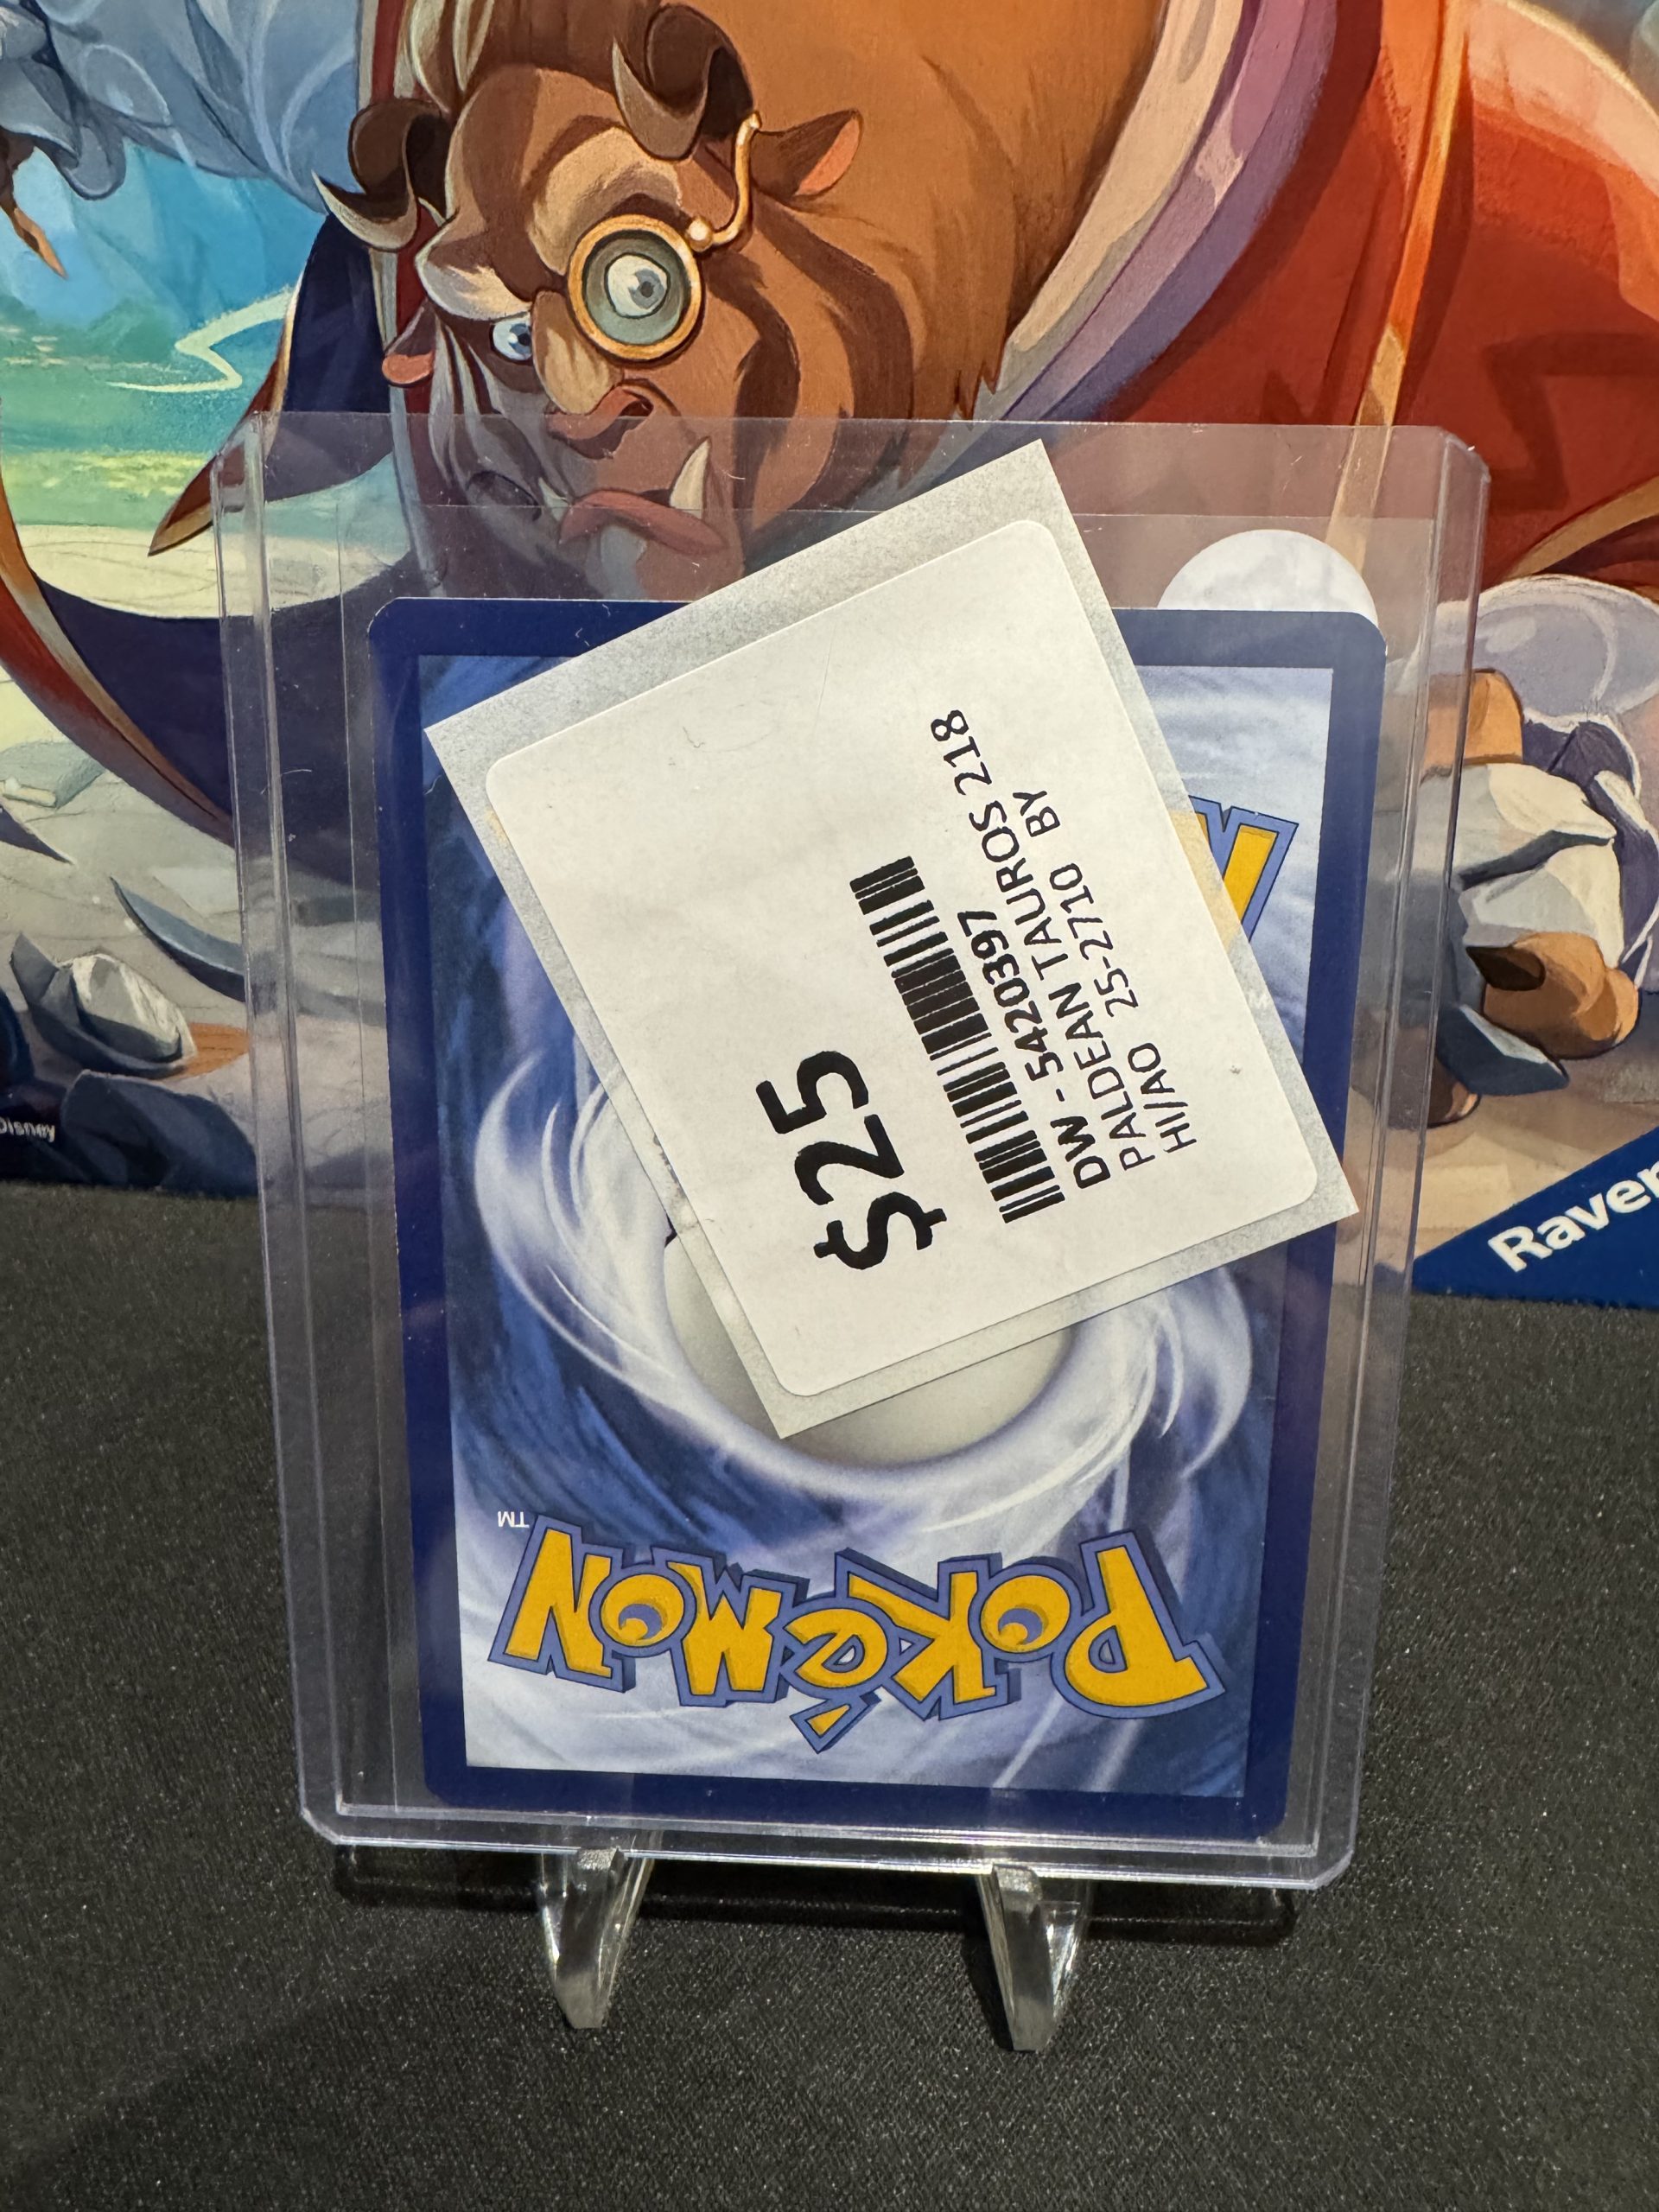 $25
DW - 5420397
PALDEAN TAUROS 218
HI/AO 25-2710 BY
POKéMON
TM
Disney
Raven